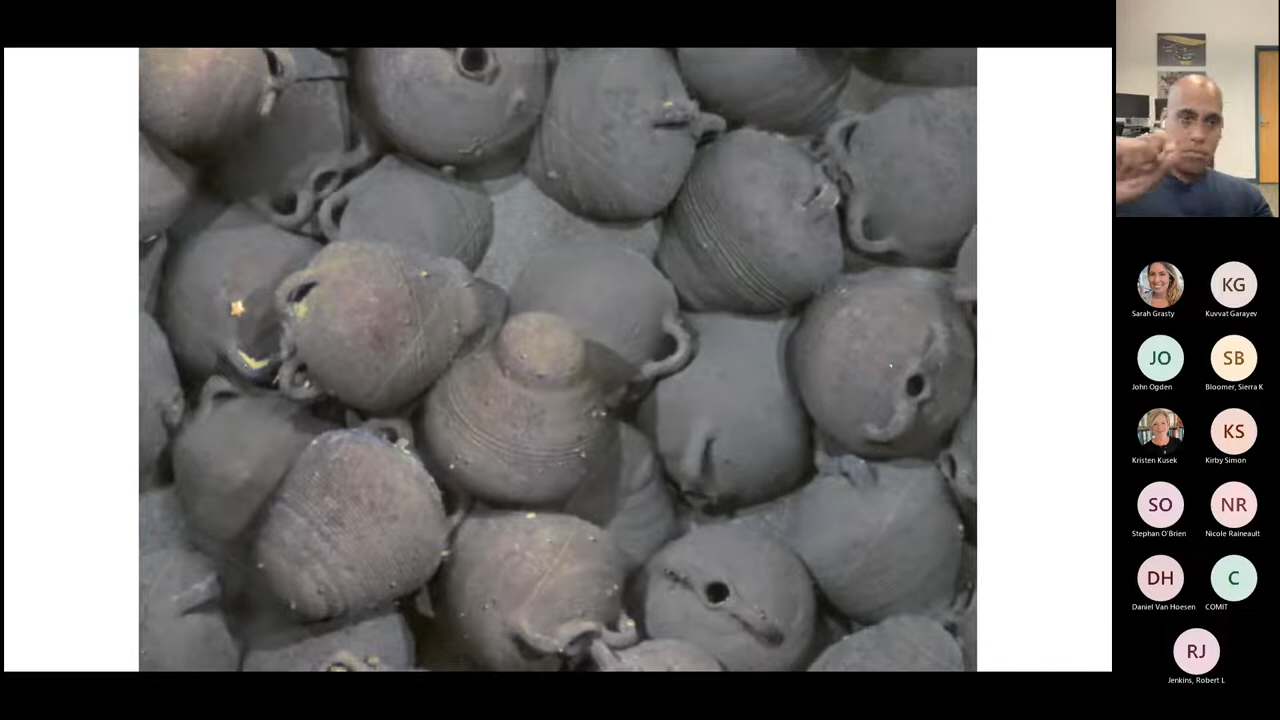 Sarah Grasty
KG
Kuvvat Garayev
JO
John Ogden
SB
Bloomer, Sierra K
Kristen Kusek
KS
Kirby Simon
SO
Stephan O'Brien
NR
Nicole Raineault
DH
Daniel Van Hoesen
C
COMIT
RJ
Jenkins, Robert L